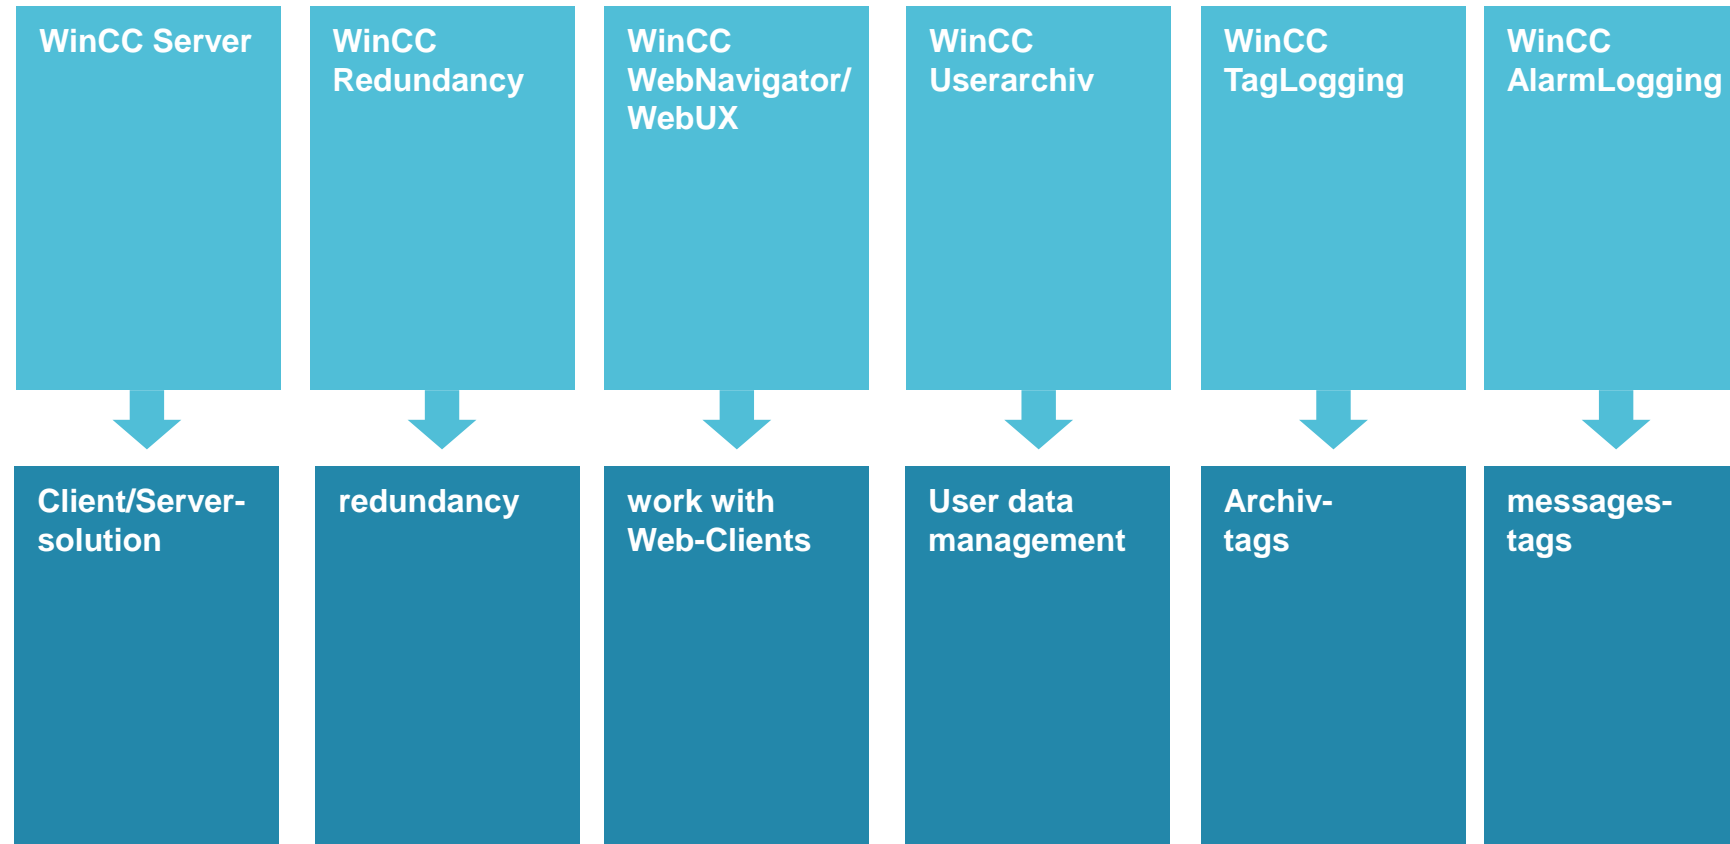 WinCC Server
WinCC
Redundancy
WinCC
WebNavigator/
WebUX
WinCC
Userarchiv
WinCC
TagLogging
WinCC
AlarmLogging
Client/Server-
solution
redundancy
work with
Web-Clients
User data
management
Archiv-
tags
messages-
tags